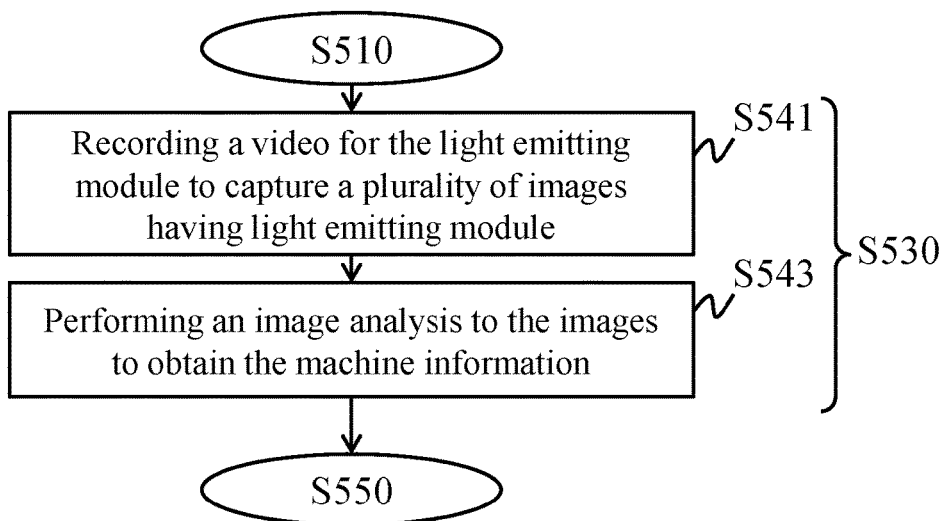 S510
S541
Recording a video for the light emitting
module to capture a plurality of images
having light emitting module
S530
S543
Performing an image analysis to the images
to obtain the machine information
S550